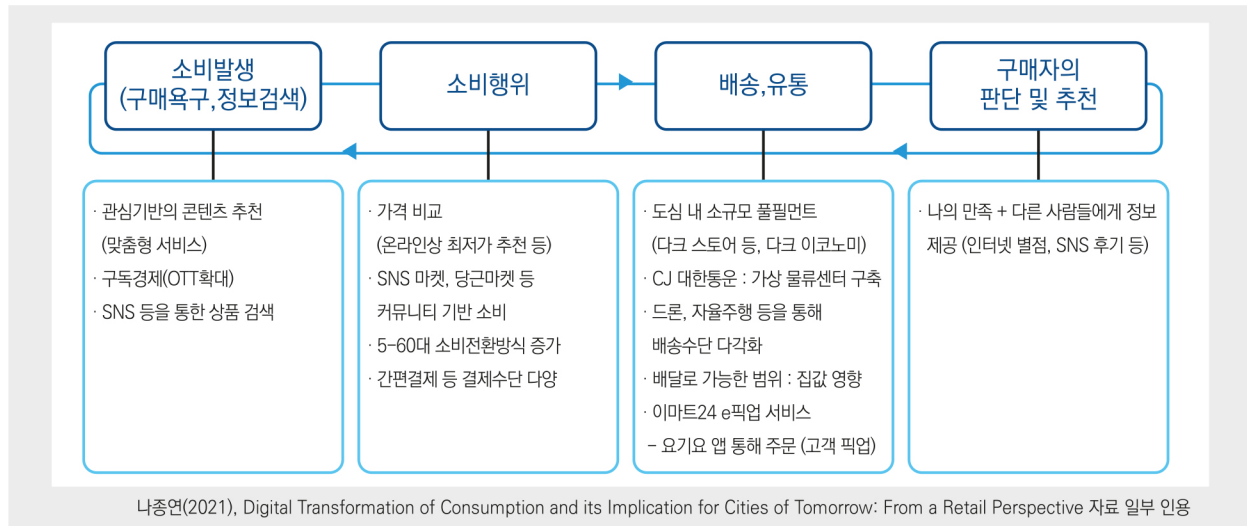 소비발생
(구매욕구,정보검색)
소비행위
배송,유통
구매자의
판단 및 추천
· 관심기반의 콘텐츠 추천
(맞춤형 서비스)
· 구독경제(OTT확대)
· SNS 등을 통한 상품 검색
· 가격 비교
(온라인상 최저가 추천 등)
· SNS 마켓, 당근마켓 등
커뮤니티 기반 소비
· 5-60대 소비전환방식 증가
· 간편결제 등 결제수단 다양
· 도심 내 소규모 풀필먼트
(다크 스토어 등, 다크 이코노미)
· CJ 대한통운 : 가상 물류센터 구축
· 드론, 자율주행 등을 통해
배송수단 다각화
· 배달로 가능한 범위 : 집값 영향
· 이마트24 e픽업 서비스
- 요기요 앱 통해 주문 (고객 픽업)
· 나의 만족 + 다른 사람들에게 정보
제공 (인터넷 별점, SNS 후기 등)
나종연(2021), Digital Transformation of Consumption and its Implication for Cities of Tomorrow: From a Retail Perspective 자료 일부 인용